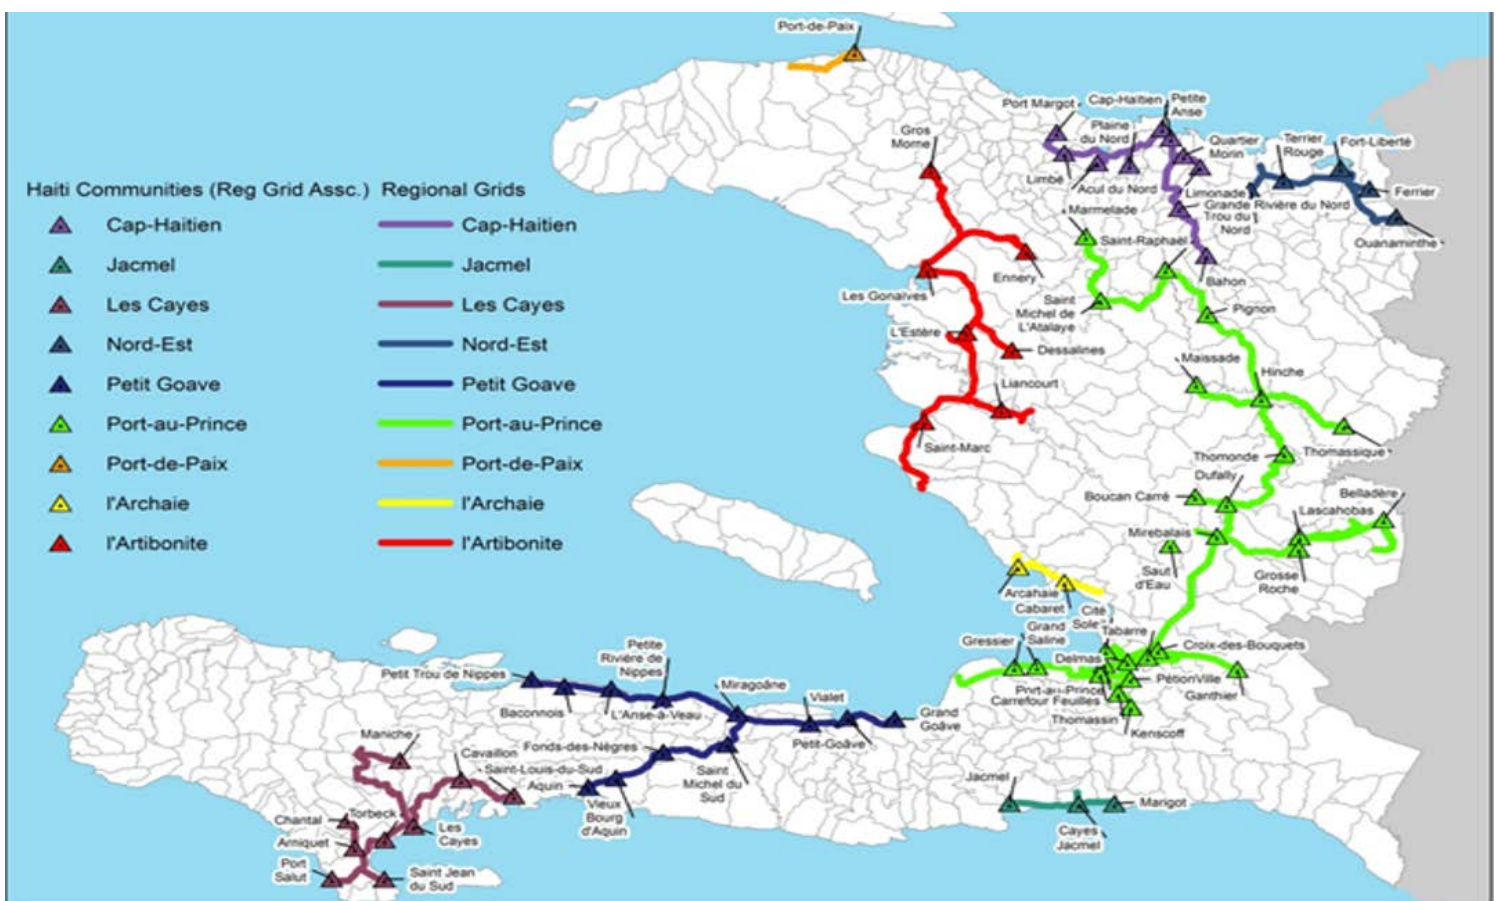 Haiti Communities (Reg Grid Assc.)
Regional Grids
Cap-Haitien
Cap-Haitien
Jacmel
Jacmel
Les Cayes
Les Cayes
Nord-Est
Nord-Est
Petit Goave
Petit Goave
Port-au-Prince
Port-au-Prince
Port-de-Paix
Port-de-Paix
l'Archaie
l'Archaie
l'Artibonite
l'Artibonite
Port-de-Paix
Gros
Morne
Port Margot
Cap-Haïtien
Petite
Anse
Plaine
du Nord
Quartier
Morin
Terrier
Rouge
Fort-Liberté
Limbé
Acul du Nord
Limonade
Ferrier
Grande Rivière du Nord
Trou du
Nord
Ouanaminthe
Marmelade
Saint-Raphaël
Bahon
Ennery
Les Gonaïves
Saint
Michel de
L'Atalaye
Pignon
L'Estère
Dessalines
Maissade
Hinche
Liancourt
Saint-Marc
Thomonde
Thomassique
Dufally
Boucan Carré
Belladère
Lascahobas
Mirebalais
Saut
d'Eau
Grosse
Roche
Arcahaie
Cabaret
Cité
Sole
Grand
Saline
Tabarre
Gressier
Croix-des-Bouquets
Delmas
PétionVille
Port-au-Prince
Ganthier
Carrefour Feuilles
Thomassin
Kenscoff
Petite
Rivière de
Nippes
Petit Trou de Nippes
Miragoâne
Vialet
Baconnois
L'Anse-à-Veau
Grand
Goâve
Petit-Goâve
Maniche
Cavaillon
Fonds-des-Nègres
Saint-Louis-du-Sud
Aquin
Saint
Michel du
Sud
Vieux
Bourg
d'Aquin
Jacmel
Marigot
Cayes
Jacmel
Chantal
Torbeck
Les
Cayes
Arniquet
Port
Salut
Saint Jean
du Sud